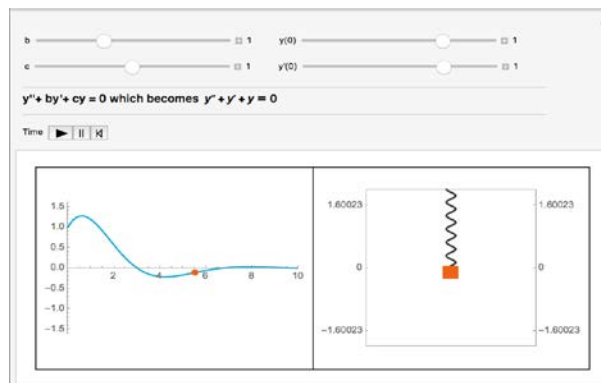 b 1 y(0) 1
c 1 y'(0) 1
y''+ by'+ cy = 0 which becomes y'' + y' + y = 0
Time
1.5
1.0
0.5
0.0
-0.5
-1.0
-1.5
2 4 6 8 10
1.60023 1.60023
0 0
-1.60023 -1.60023